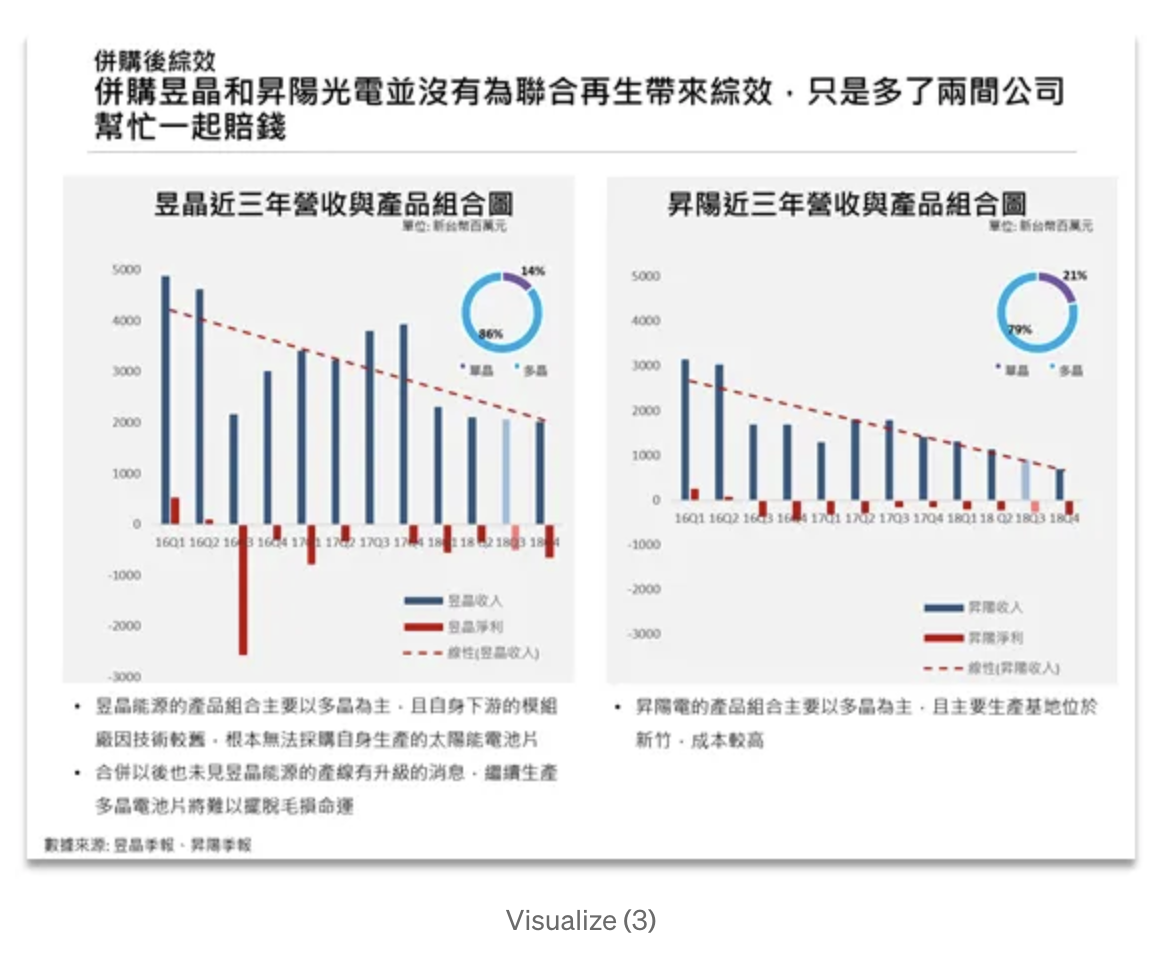 併購後綜效
併購昱晶和昇陽光電並沒有為聯合再生帶來綜效，只是多了兩間公司
幫忙一起賠錢
昱晶近三年營收與產品組合圖
單位: 新台幣百萬元
5000
4000
3000
2000
1000
0
-1000
-2000
-3000
14%
86%
單晶
多晶
16Q1 16Q2 16Q3 16Q4 17Q1 17Q2 17Q3 17Q4 18Q1 18 Q2 18Q3 18Q4
昱晶收入
昱晶淨利
線性(昱晶收入)
昇陽近三年營收與產品組合圖
單位: 新台幣百萬元
5000
4000
3000
2000
1000
0
-1000
-2000
-3000
21%
79%
單晶
多晶
16Q1 16Q2 16Q3 16Q4 17Q1 17Q2 17Q3 17Q4 18Q1 18 Q2 18Q3 18Q4
昇陽收入
昇陽淨利
線性(昇陽收入)
• 昱晶能源的產品組合主要以多晶為主，且自身下游的模組
廠因技術較舊，根本無法採購自身生產的太陽能電池片
• 合併以後也未見昱晶能源的產線有升級的消息，繼續生產
多晶電池片將難以擺脫毛損命運
• 昇陽電的產品組合主要以多晶為主，且主要生產基地位於
新竹，成本較高
數據來源: 昱晶季報、昇陽季報
Visualize (3)